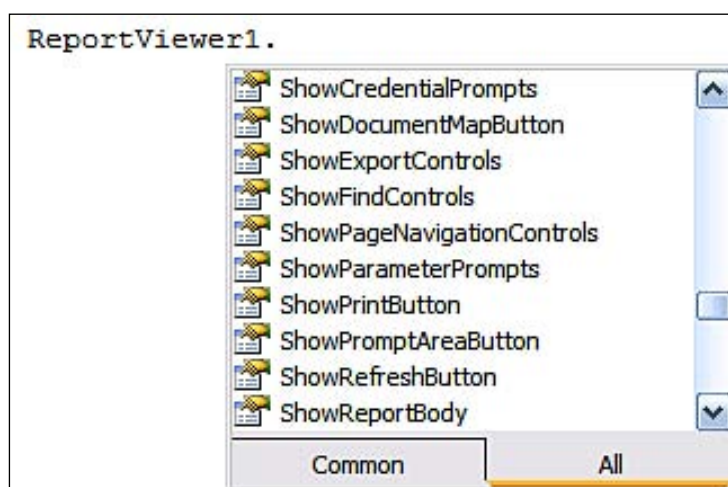 ReportViewer1.
ShowCredentialPrompts
ShowDocumentMapButton
ShowExportControls
ShowFindControls
ShowPageNavigationControls
ShowParameterPrompts
ShowPrintButton
ShowPromptAreaButton
ShowRefreshButton
ShowReportBody
Common All